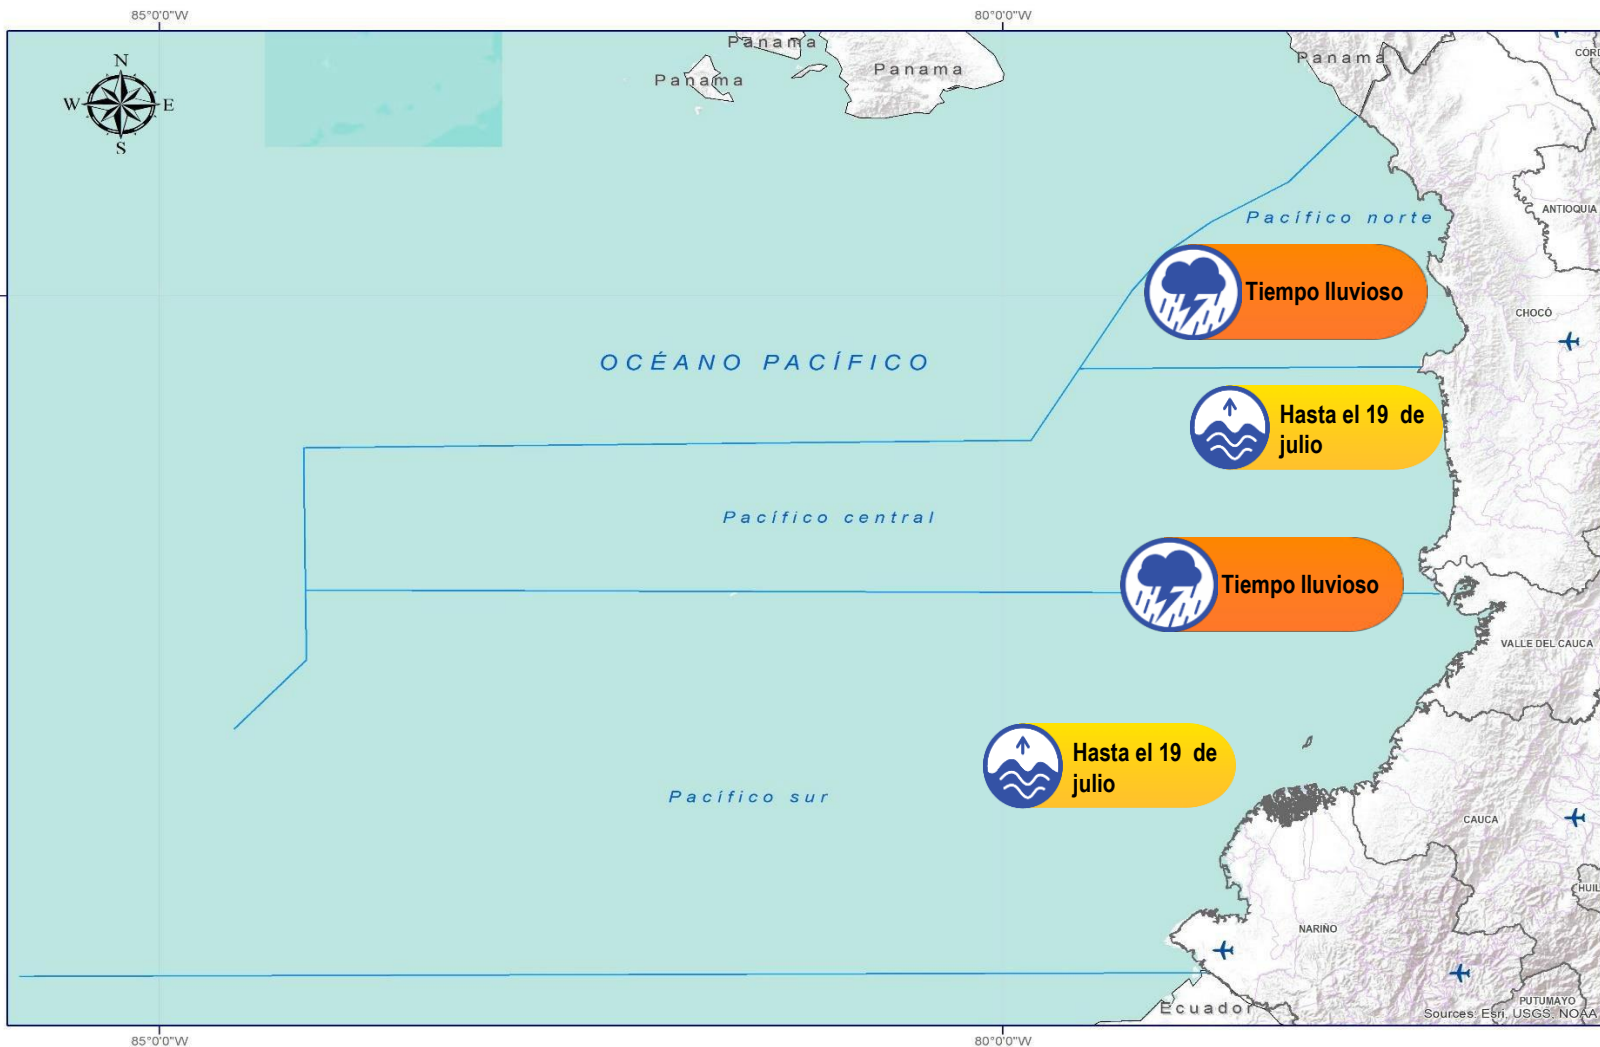 85°0'0"W 80°0'0"W
N
W E
S
Panama
Panama
Panama
Panama
ANTIOQUIA
Pacífico norte
Tiempo lluvioso
CHOCÓ
OCÉANO PACÍFICO
Hasta el 19 de
julio
Pacífico central
Tiempo lluvioso
VALLE DEL CAUCA
Hasta el 19 de
julio
Pacífico sur
CAUCA
HUIL
NARIÑO
PUTUMAYO
Ecuador
Sources: Esri, USGS, NOAA
85°0'0"W 80°0'0"W